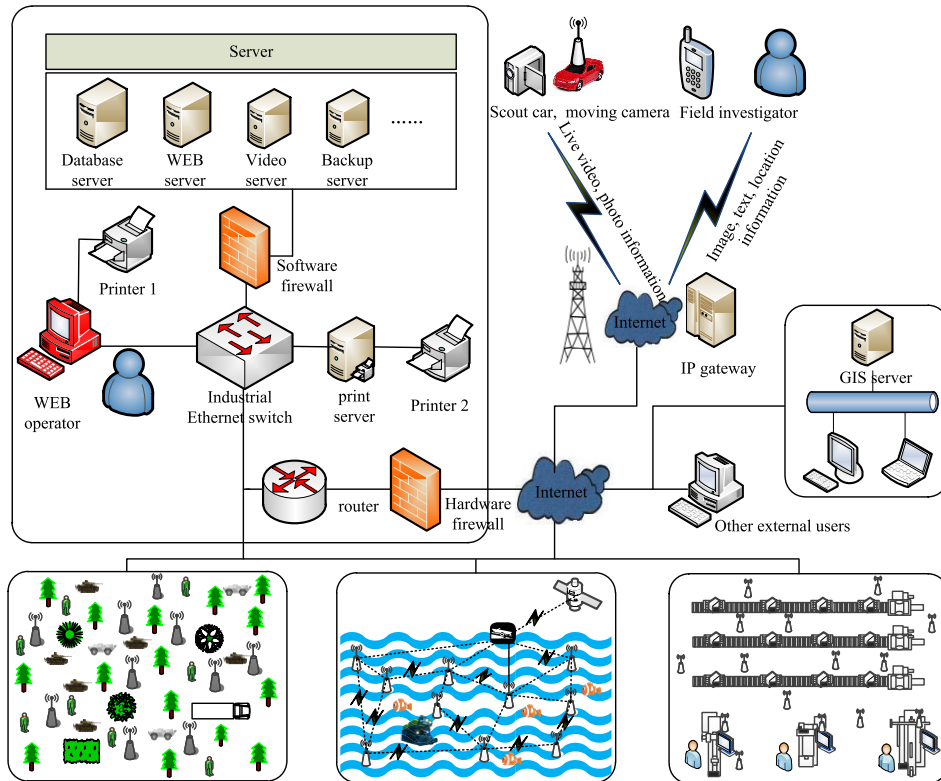 Server
Database
server
WEB
server
Video
server
Backup
server
......
Scout car, moving camera
Field investigator
Live video, photo information
Image, text, location
information
Printer 1
Software
firewall
Internet
IP gateway
GIS server
WEB
operator
Industrial
Ethernet switch
print
server
Printer 2
router
Hardware
firewall
Internet
Other external users